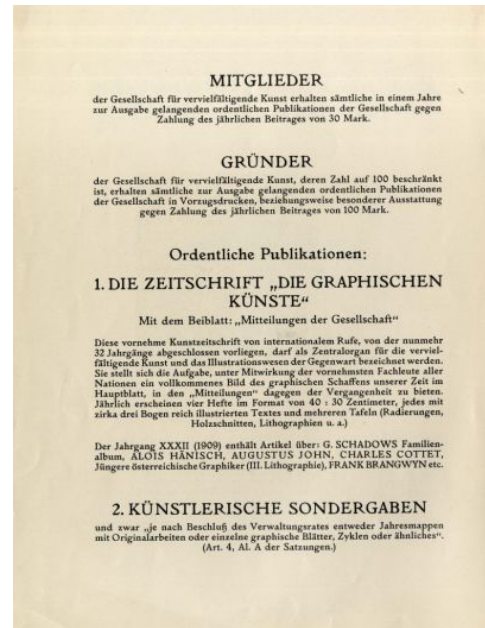 MITGLIEDER
der Gesellschaft für vervielfältigende Kunst erhalten sämtliche in einem Jahre
zur Ausgabe gelangenden ordentlichen Publikationen der Gesellschaft gegen
Zahlung des jährlichen Beitrages von 30 Mark.
GRÜNDER
der Gesellschaft für vervielfältigende Kunst, deren Zahl auf 100 beschränkt
ist, erhalten sämtliche zur Ausgabe gelangenden ordentlichen Publikationen
der Gesellschaft in Vorzugsdrucken, beziehungsweise besonderer Ausstattung
gegen Zahlung des jährlichen Beitrages von 100 Mark.
Ordentliche Publikationen:
1. DIE ZEITSCHRIFT „DIE GRAPHISCHEN
KÜNSTE“
Mit dem Beiblatt: „Mitteilungen der Gesellschaft“
Diese vornehme Kunstzeitschrift von internationalem Rufe, von der nunmehr
32 Jahrgänge abgeschlossen vorliegen, darf als Zentralorgan für die verviel-
fältigende Kunst und das Illustrationswesen der Gegenwart bezeichnet werden.
Sie stellt sich die Aufgabe, unter Mitwirkung der vornehmsten Fachleute aller
Nationen ein vollkommenes Bild des graphischen Schaffens unserer Zeit im
Hauptblatt, in den „Mitteilungen“ dagegen der Vergangenheit zu bieten.
Jährlich erscheinen vier Hefte im Format von 40 : 30 Zentimeter, jedes mit
zirka drei Bogen reich illustrierten Textes und mehreren Tafeln (Radierungen,
Holzschnitten, Lithographien u. a.)
Der Jahrgang XXXII (1909) enthält Artikel über: G. SCHADOWS Familien-
album, ALOIS HÄNISCH, AUGUSTUS JOHN, CHARLES COTTET,
Jüngere österreichische Graphiker (III. Lithographie), FRANK BRANGWYN etc.
2. KÜNSTLERISCHE SONDERGABEN
und zwar „je nach Beschluß des Verwaltungsrates entweder Jahresmappen
mit Originalarbeiten oder einzelne graphische Blätter, Zyklen oder ähnliches“.
(Art. 4, Al. A der Satzungen.)